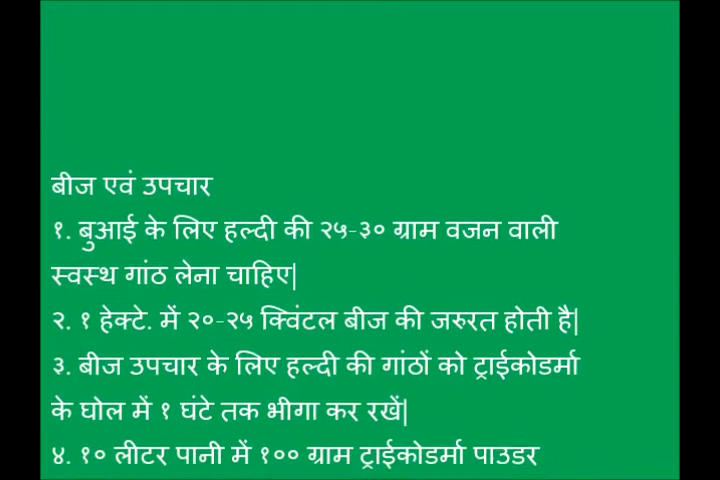 बीज एवं उपचार
१. बुआई के लिए हल्दी की २५-३० ग्राम वजन वाली
स्वस्थ गांठ लेना चाहिए|
२. १ हेक्टे. में २०-२५ क्विंटल बीज की जरुरत होती है|
३. बीज उपचार के लिए हल्दी की गांठों को ट्राईकोडर्मा
के घोल में १ घंटे तक भीगा कर रखें|
४. १० लीटर पानी में १०० ग्राम ट्राईकोडर्मा पाउडर